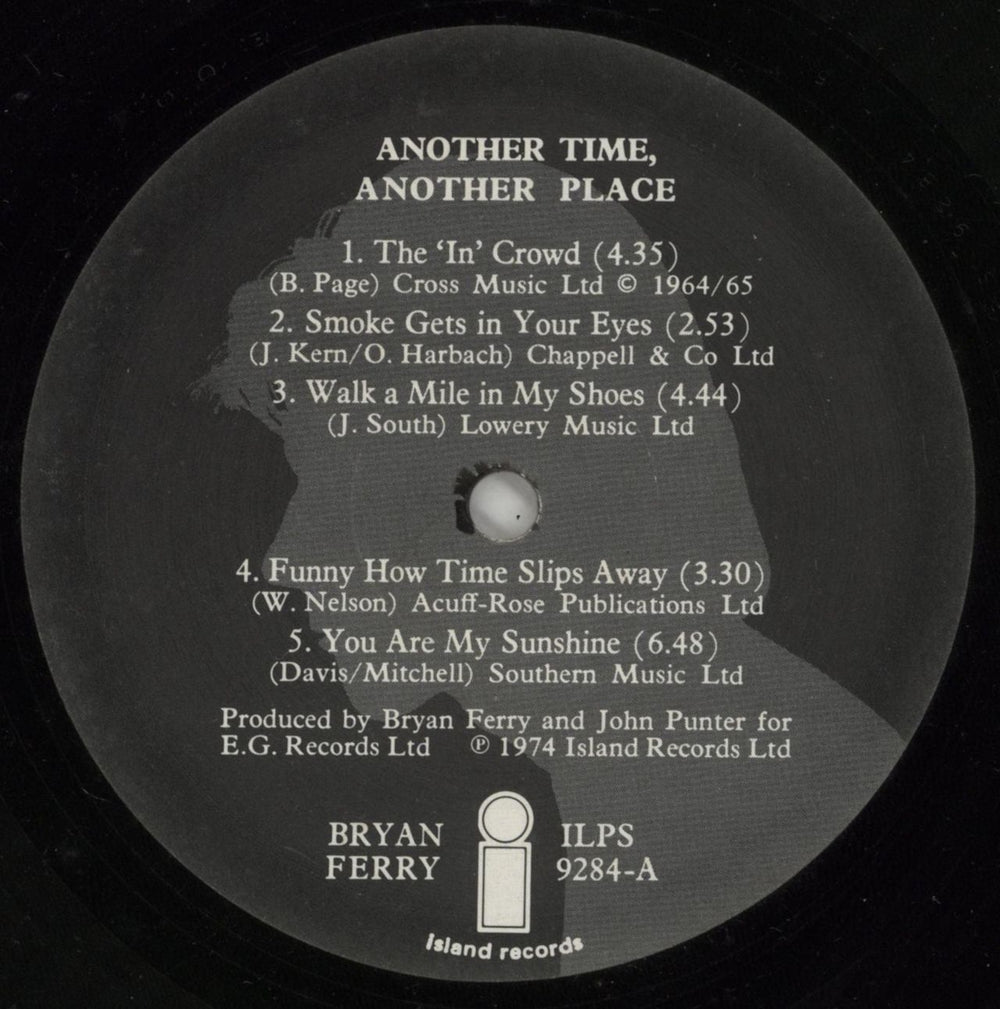 ANOTHER TIME,
ANOTHER PLACE
1. The ‘In’ Crowd (4.35)
(B. Page) Cross Music Ltd © 1964/65
2. Smoke Gets in Your Eyes (2.53)
(J. Kern/O. Harbach) Chappell & Co Ltd
3. Walk a Mile in My Shoes (4.44)
(J. South) Lowery Music Ltd
4. Funny How Time Slips Away (3.30)
(W. Nelson) Acuff-Rose Publications Ltd
5. You Are My Sunshine (6.48)
(Davis/Mitchell) Southern Music Ltd
Produced by Bryan Ferry and John Punter for
E.G. Records Ltd ℗ 1974 Island Records Ltd
BRYAN
FERRY
ILPS
9284-A
island records